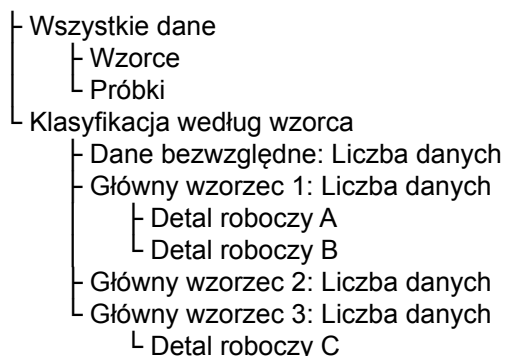 Wszystkie dane
Wzorce
Próbki
Klasyfikacja według wzorca
Dane bezwzględne: Liczba danych
Główny wzorzec 1: Liczba danych
Detal roboczy A
Detal roboczy B
Główny wzorzec 2: Liczba danych
Główny wzorzec 3: Liczba danych
Detal roboczy C